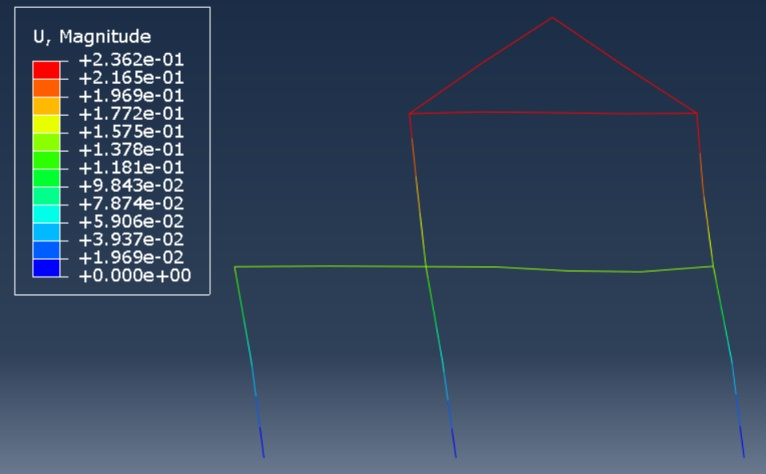 U, Magnitude
+2.362e-01
+2.165e-01
+1.969e-01
+1.772e-01
+1.575e-01
+1.378e-01
+1.181e-01
+9.843e-02
+7.874e-02
+5.906e-02
+3.937e-02
+1.969e-02
+0.000e+00